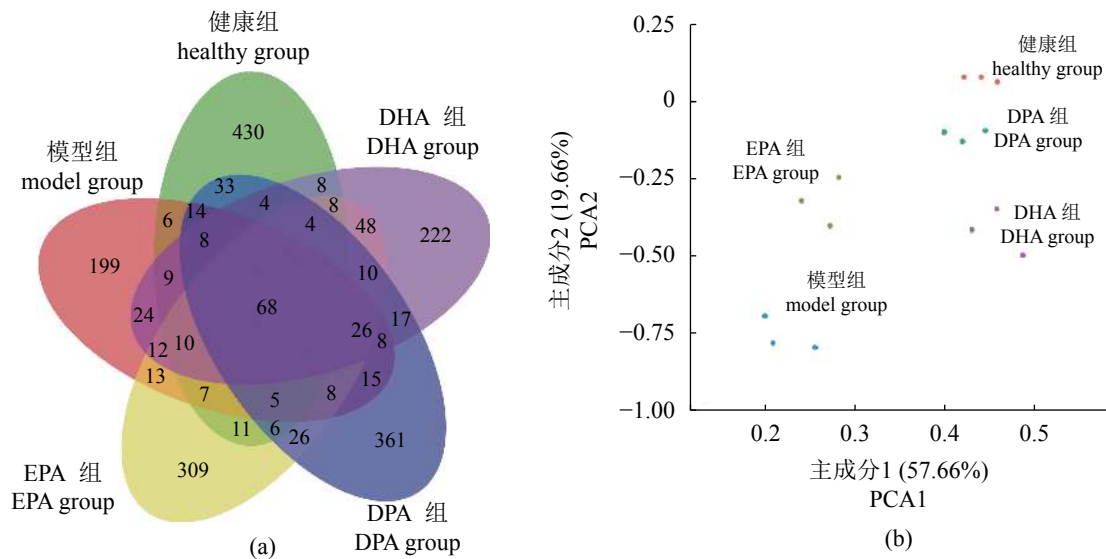 健康组
healthy group
DHA 组
DHA group
模型组
model group
430
33
4
8
8
4
48
222
6
14
8
199
9
10
24
68
17
26
8
12
10
13
15
7
5
8
11
6
26
361
309
EPA 组
EPA group
DPA 组
DPA group
(a)
0.25
0
−0.25
−0.50
−0.75
−1.00
主成分2 (19.66%)
PCA2
健康组
healthy group
DPA 组
DPA group
EPA 组
EPA group
DHA 组
DHA group
模型组
model group
0.2
0.3
0.4
0.5
主成分1 (57.66%)
PCA1
(b)